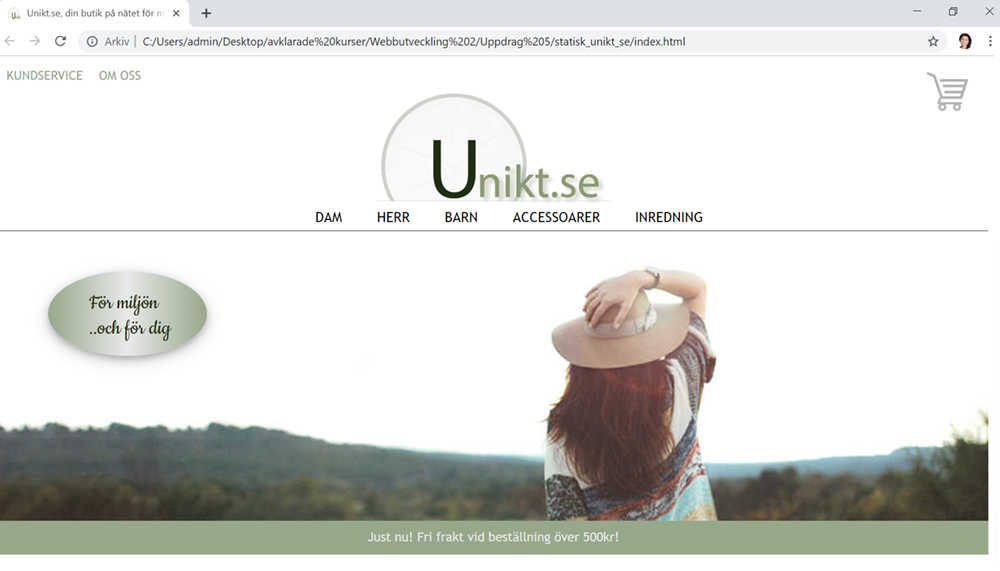 Unikt.se, din butik på nätet för m
Arkiv
C:/Users/admin/Desktop/avklarade%20kurser/Webbutveckling%202/Uppdrag%205/statisk_unikt_se/index.html
KUNDSERVICE OM OSS
Unikt.se
DAM HERR BARN ACCESSOARER INREDNING
För miljön
..och för dig
Just nu! Fri frakt vid beställning över 500kr!